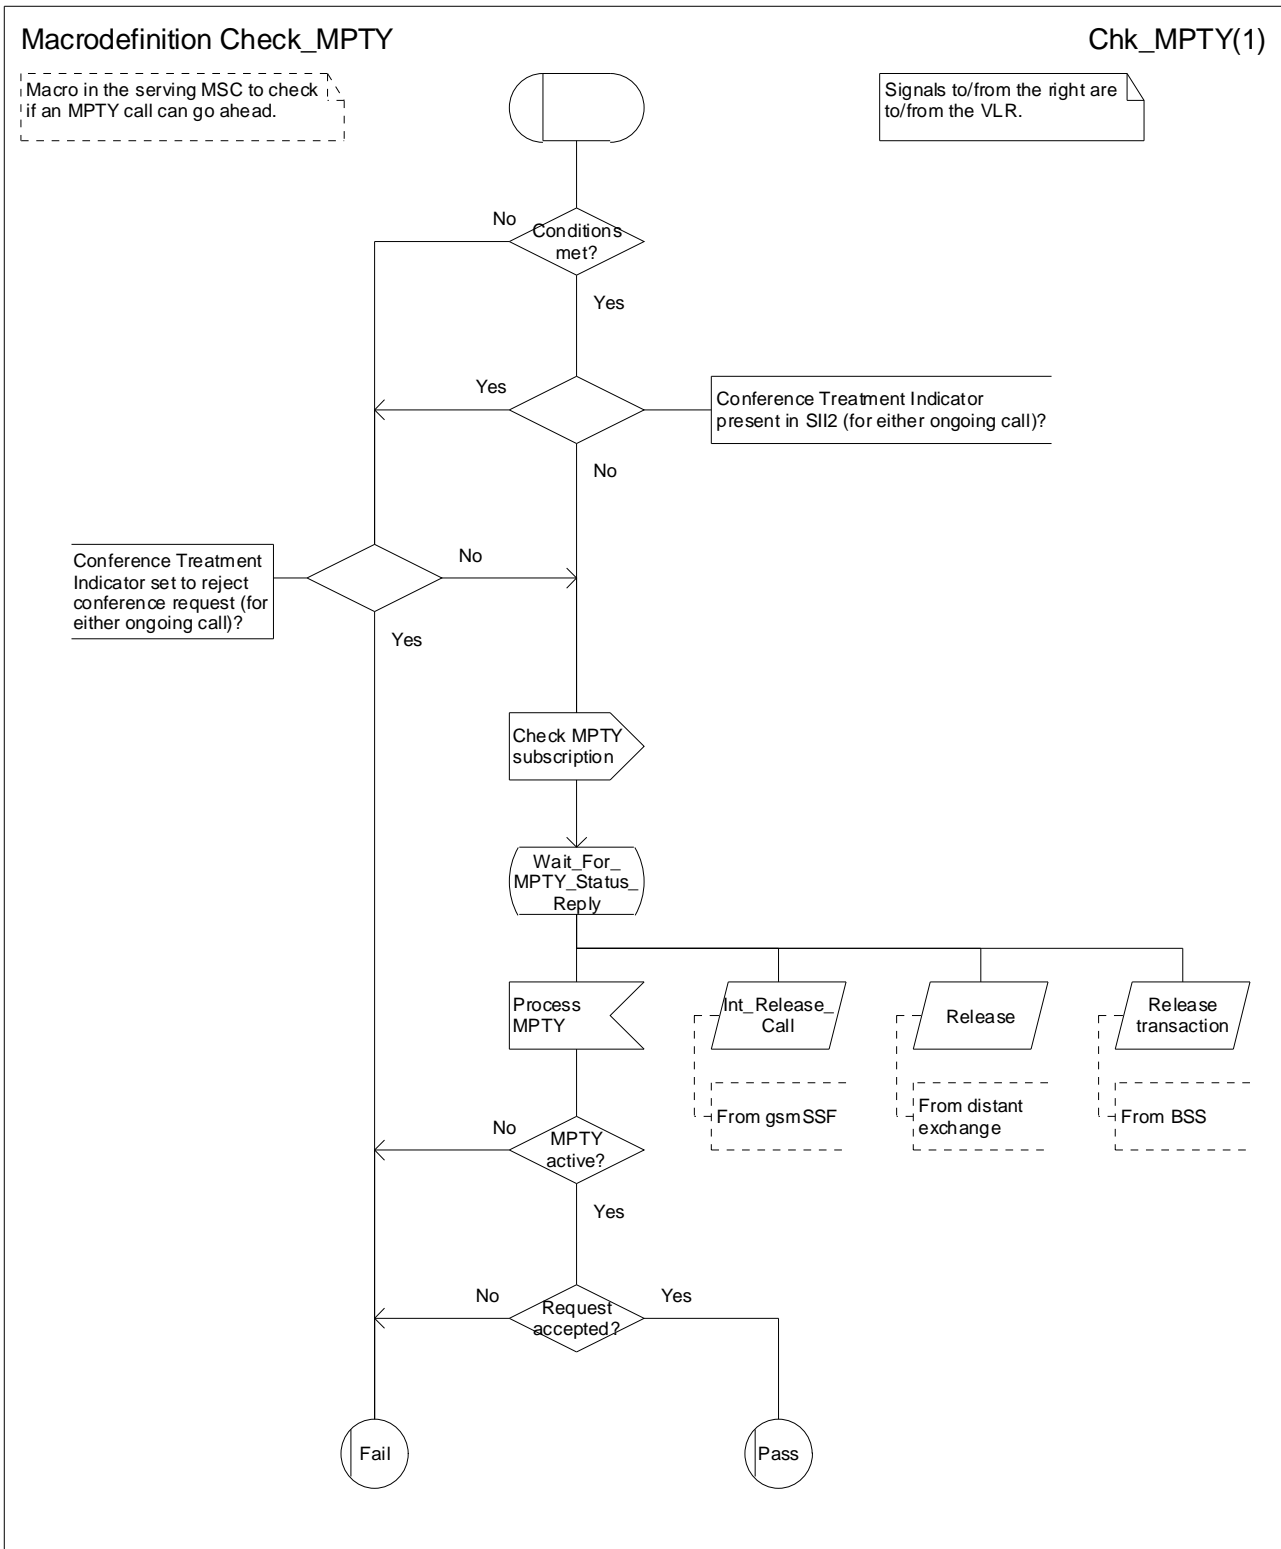 Macrodefinition Check_MPTY
Chk_MPTY(1)
Macro in the serving MSC to check
if an MPTY call can go ahead.
Signals to/from the right are
to/from the VLR.
No
Conditions
met?
Yes
Yes
Conference Treatment Indicator
present in SII2 (for either ongoing call)?
No
Conference Treatment
Indicator set to reject
conference request (for
either ongoing call)?
No
Yes
Check MPTY
subscription
Wait_For_
MPTY_Status_
Reply
Process
MPTY
Int_Release_
Call
Release
Release
transaction
From gsmSSF
From distant
exchange
From BSS
No
MPTY
active?
Yes
No
Request
accepted?
Yes
Fail
Pass